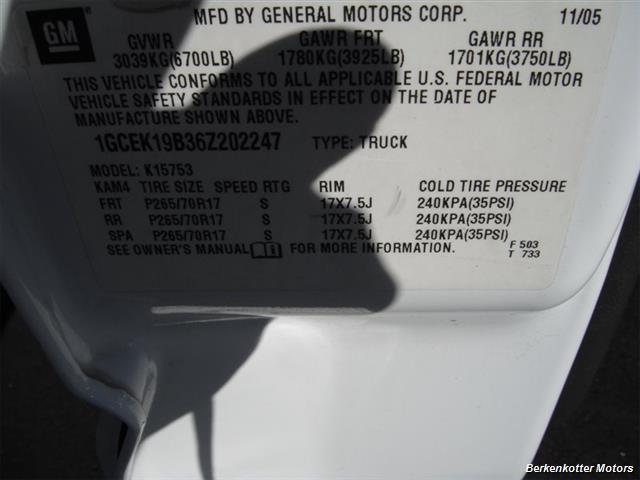 GM
MFD BY GENERAL MOTORS CORP. 11/05
GVWR GAWR FRT GAWR RR
3039KG(6700LB) 1780KG(3925LB) 1701KG(3750LB)
THIS VEHICLE CONFORMS TO ALL APPLICABLE U.S. FEDERAL MOTOR
VEHICLE SAFETY STANDARDS IN EFFECT ON THE DATE OF
MANUFACTURE SHOWN ABOVE.
1GCEK19B36Z202247 TYPE: TRUCK
MODEL: K15753
KAM4 TIRE SIZE SPEED RTG RIM COLD TIRE PRESSURE
FRT P265/70R17 S 17X7.5J 240KPA(35PSI)
RR P265/70R17 S 17X7.5J 240KPA(35PSI)
SPA P265/70R17 S 17X7.5J 240KPA(35PSI)
SEE OWNER'S MANUAL FOR MORE INFORMATION. F 503
T 733
Berkenkotter Motors